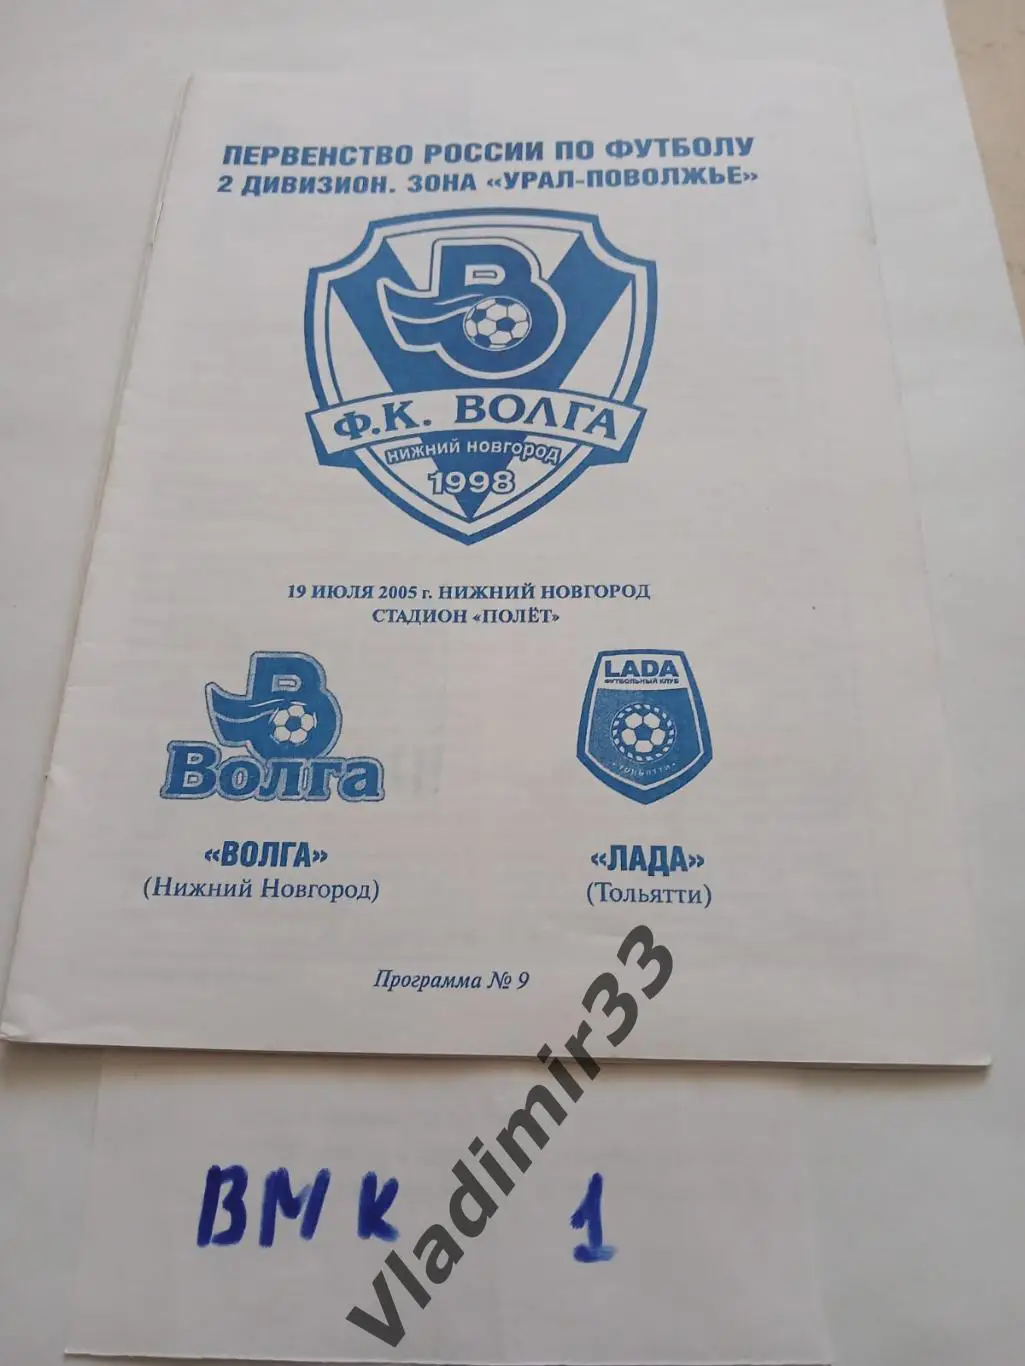 ПЕРВЕНСТВО РОССИИ ПО ФУТБОЛУ
2 ДИВИЗИОН. ЗОНА «УРАЛ-ПОВОЛЖЬЕ»
В
Ф.К. ВОЛГА
НИЖНИЙ НОВГОРОД
1998
19 ИЮЛЯ 2005 г. НИЖНИЙ НОВГОРОД
СТАДИОН «ПОЛЁТ»
В
Волга
LADA
ФУТБОЛЬНЫЙ КЛУБ
ТОЛЬЯТТИ
«ВОЛГА»
(Нижний Новгород)
«ЛАДА»
(Тольятти)
Программа № 9
ВМК 1
vladimir33